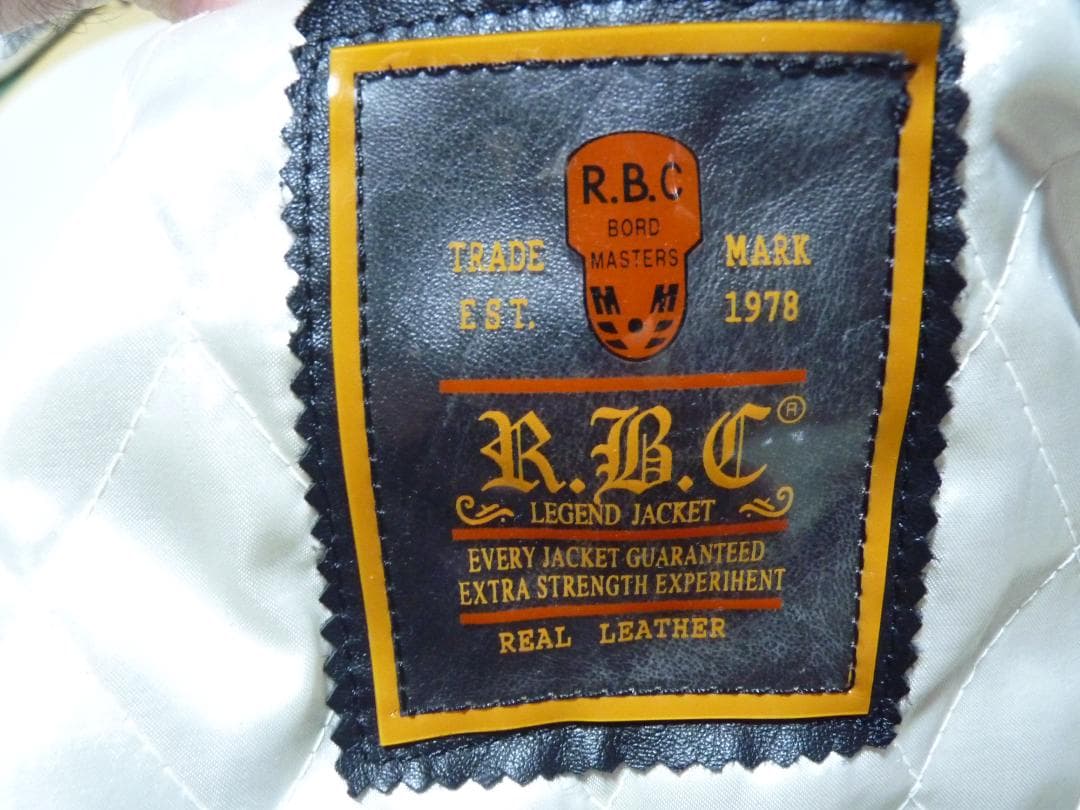 R.B.C
BORD
MASTERS
TRADE MARK
EST. 1978
R.B.C®
LEGEND JACKET
EVERY JACKET GUARANTEED
EXTRA STRENGTH EXPERIHENT
REAL LEATHER